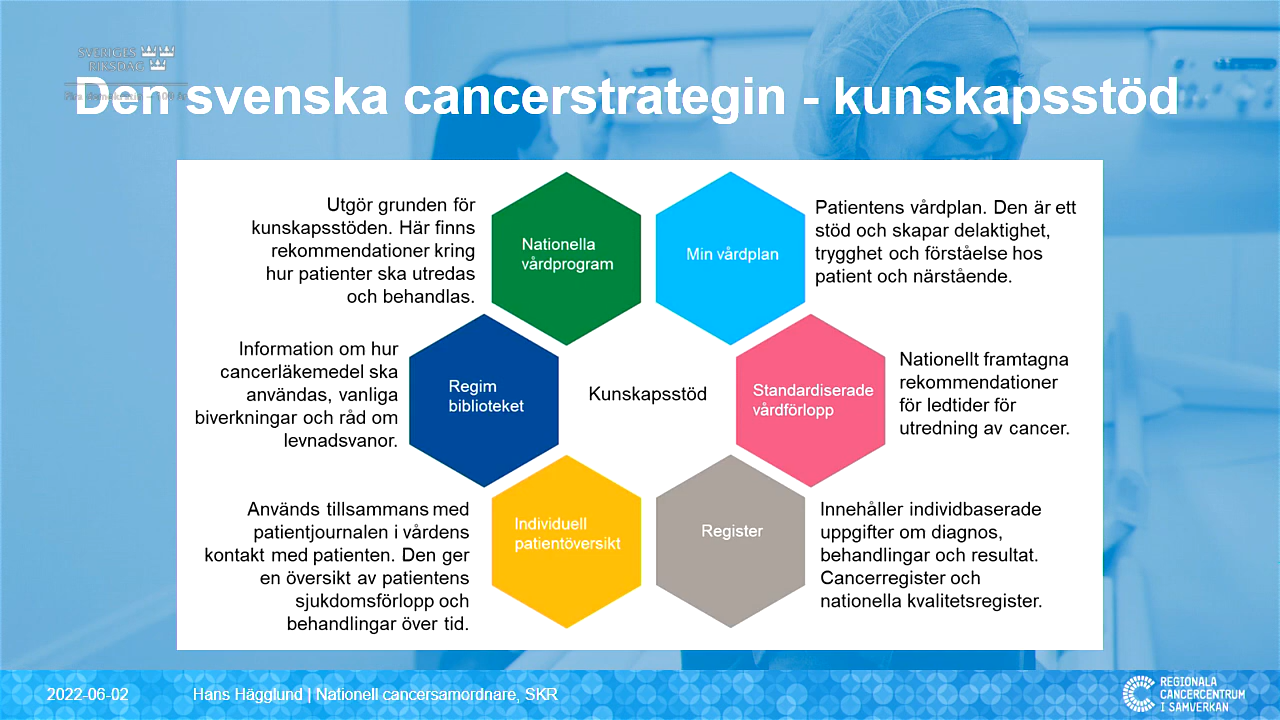 SVERIGES
RIKSDAG
Den svenska cancerstrategin - kunskapsstöd
Utgör grunden för
kunskapsstöden. Här finns
rekommendationer kring
hur patienter ska utredas
och behandlas.
Nationella
vårdprogram
Min vårdplan
Patientens vårdplan. Den är ett
stöd och skapar delaktighet,
trygghet och förståelse hos
patient och närstående.
Information om hur
cancerläkemedel ska
användas, vanliga
biverkningar och råd om
levnadsvanor.
Regim
biblioteket
Kunskapsstöd
Standardiserade
vårdförlopp
Nationellt framtagna
rekommendationer
för ledtider för
utredning av cancer.
Används tillsammans med
patientjournalen i vårdens
kontakt med patienten. Den ger
en översikt av patientens
sjukdomsförlopp och
behandlingar över tid.
Individuell
patientöversikt
Register
Innehåller individbaserade
uppgifter om diagnos,
behandlingar och resultat.
Cancerregister och
nationella kvalitetsregister.
2022-06-02
Hans Hägglund | Nationell cancersamordnare, SKR
REGIONALA
CANCERCENTRUM
I SAMVERKAN